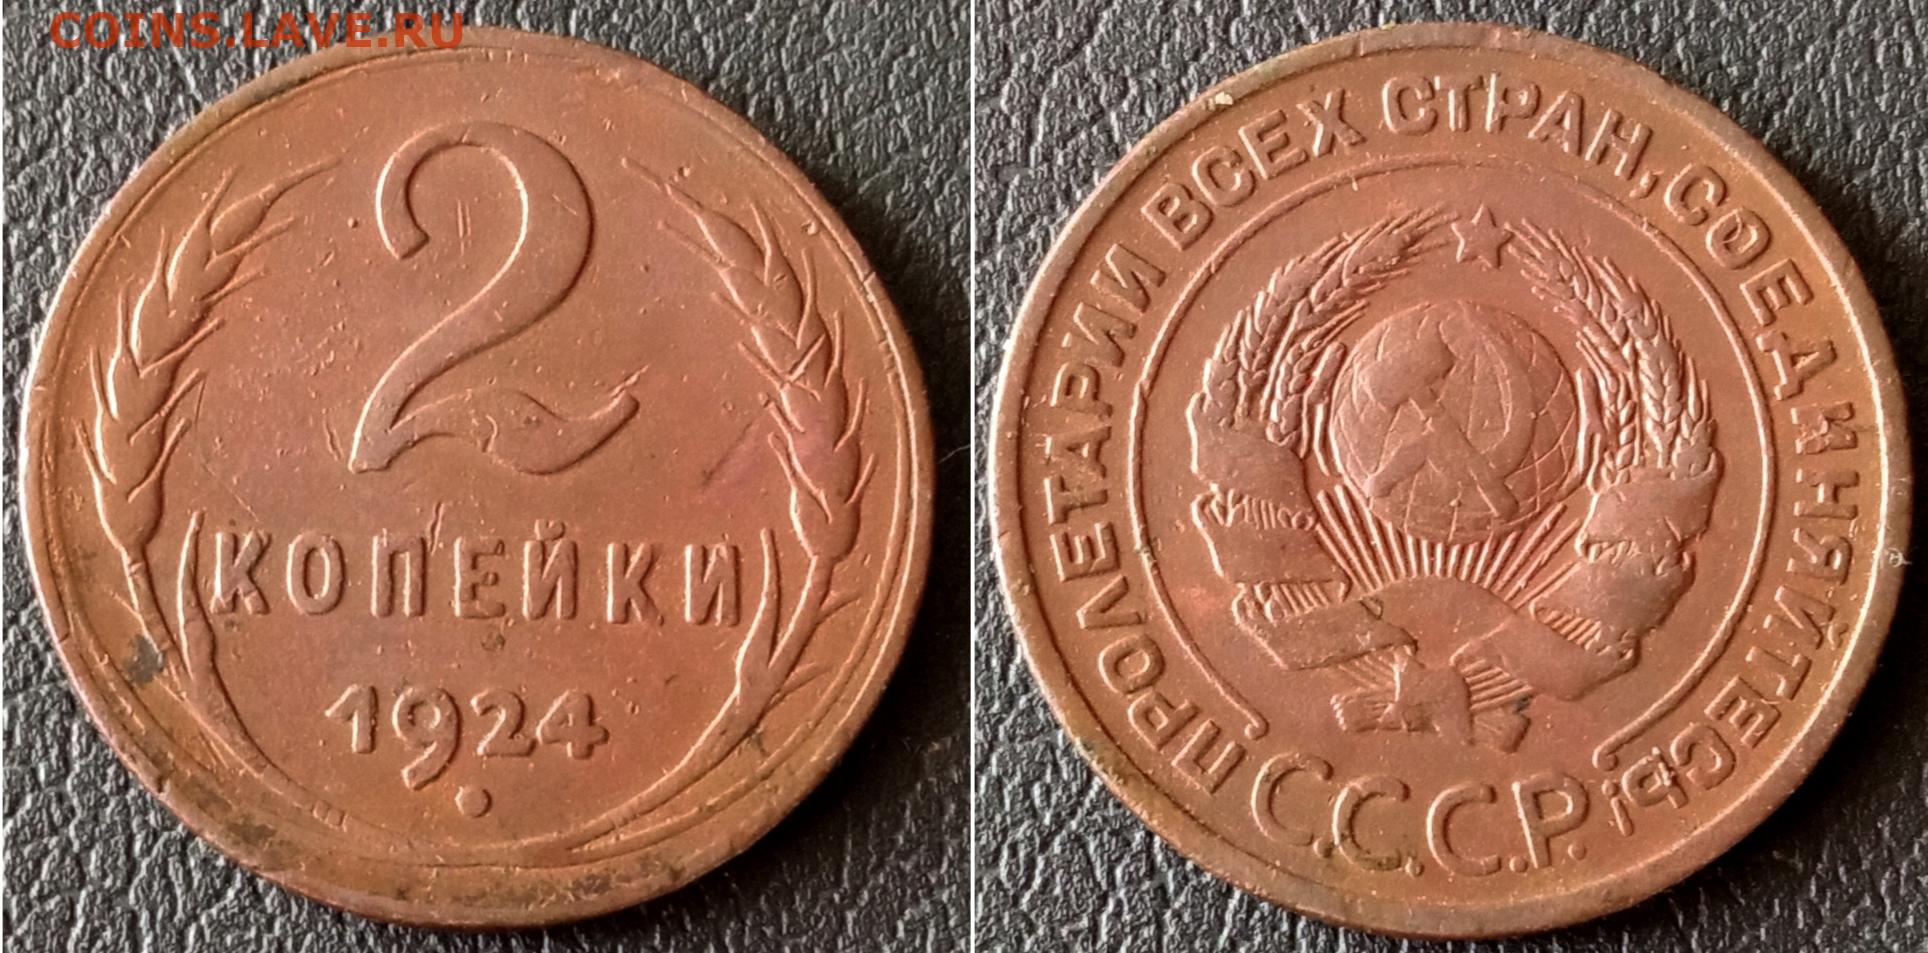 COINS.LAVE.RU
2
КОПЕЙКИ
1924
ПРОЛЕТАРИИ ВСЕХ СТРАН, СОЕДИНЯЙТЕСЬ!
С.С.С.Р.